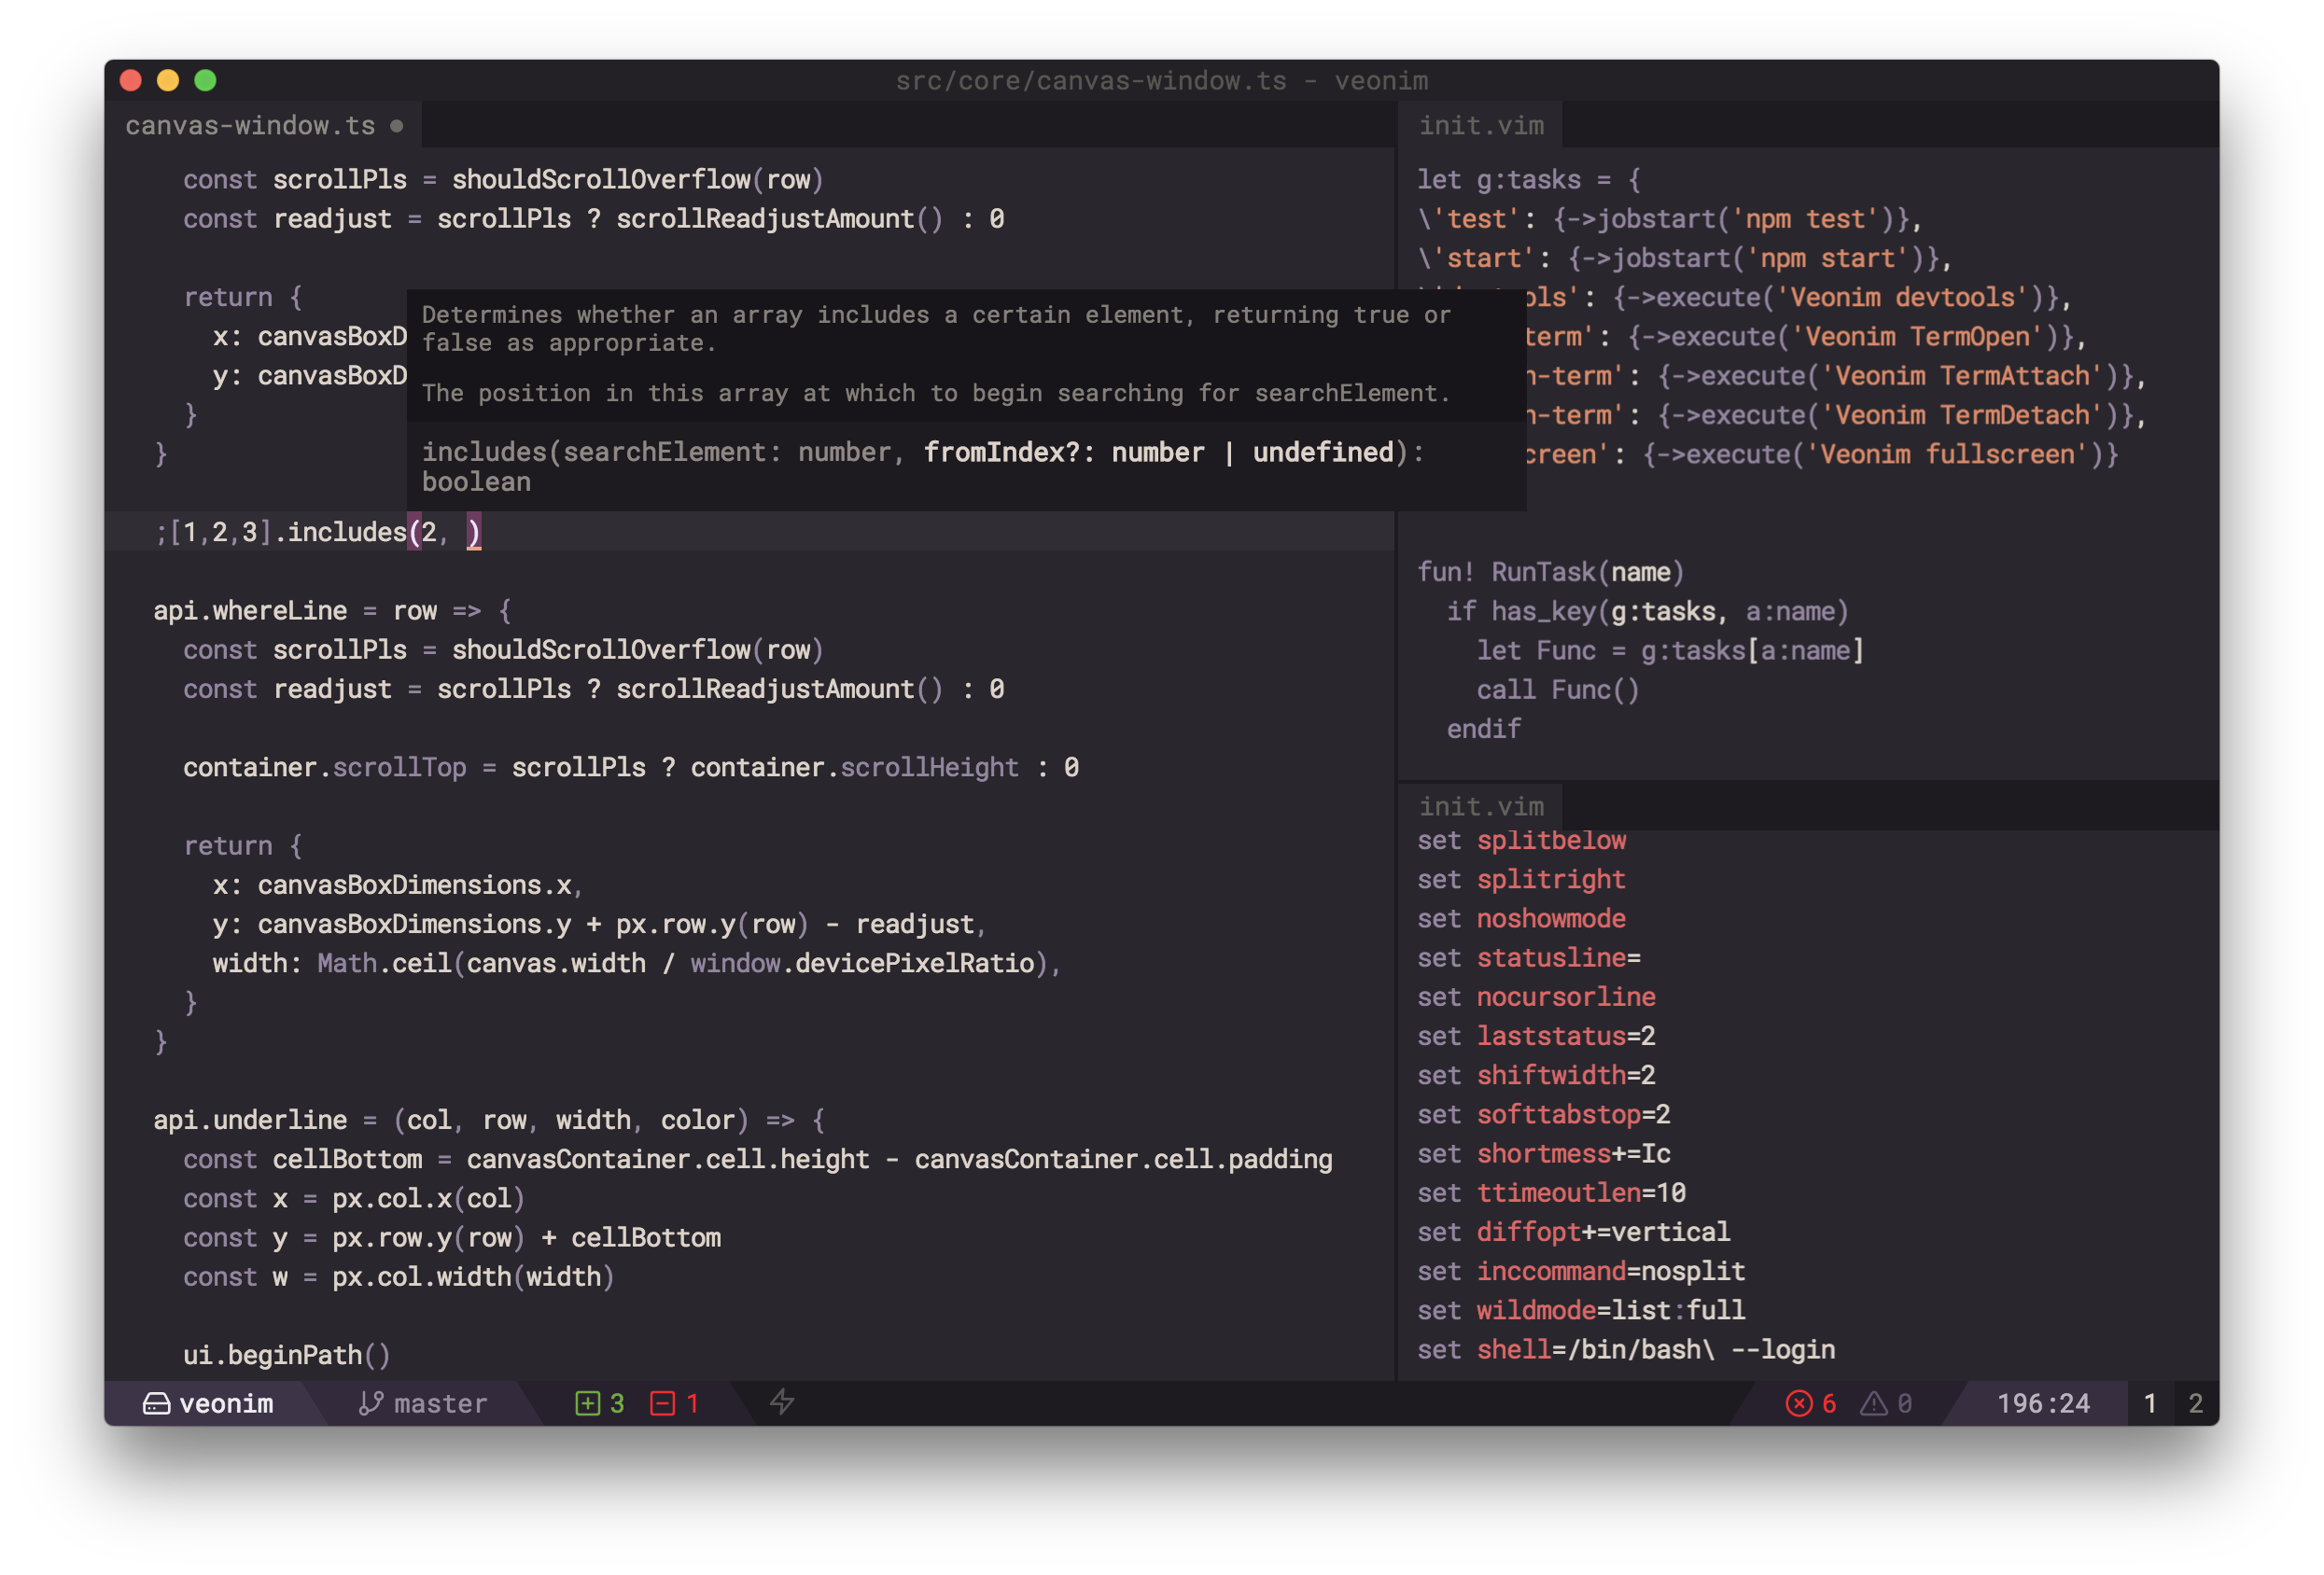 src/core/canvas-window.ts - veonim
canvas-window.ts
const scrollPls = shouldScrollOverflow(row)
const readjust = scrollPls ? scrollReadjustAmount() : 0
return {
x: canvasBoxD
y: canvasBoxD
}
}
Determines whether an array includes a certain element, returning true or
false as appropriate.
The position in this array at which to begin searching for searchElement.
includes(searchElement: number, fromIndex?: number | undefined):
boolean
;[1,2,3].includes(2, )
api.whereLine = row => {
const scrollPls = shouldScrollOverflow(row)
const readjust = scrollPls ? scrollReadjustAmount() : 0
container.scrollTop = scrollPls ? container.scrollHeight : 0
return {
x: canvasBoxDimensions.x,
y: canvasBoxDimensions.y + px.row.y(row) - readjust,
width: Math.ceil(canvas.width / window.devicePixelRatio),
}
}
api.underline = (col, row, width, color) => {
const cellBottom = canvasContainer.cell.height - canvasContainer.cell.padding
const x = px.col.x(col)
const y = px.row.y(row) + cellBottom
const w = px.col.width(width)
ui.beginPath()
init.vim
let g:tasks = {
\'test': {->jobstart('npm test')},
\'start': {->jobstart('npm start')},
ols': {->execute('Veonim devtools')},
term': {->execute('Veonim TermOpen')},
n-term': {->execute('Veonim TermAttach')},
n-term': {->execute('Veonim TermDetach')},
creen': {->execute('Veonim fullscreen')}
fun! RunTask(name)
if has_key(g:tasks, a:name)
let Func = g:tasks[a:name]
call Func()
endif
init.vim
set splitbelow
set splitright
set noshowmode
set statusline=
set nocursorline
set laststatus=2
set shiftwidth=2
set softtabstop=2
set shortmess+=Ic
set ttimeoutlen=10
set diffopt+=vertical
set inccommand=nosplit
set wildmode=list:full
set shell=/bin/bash\ --login
veonim master 3 1 6 0 196:24 1 2